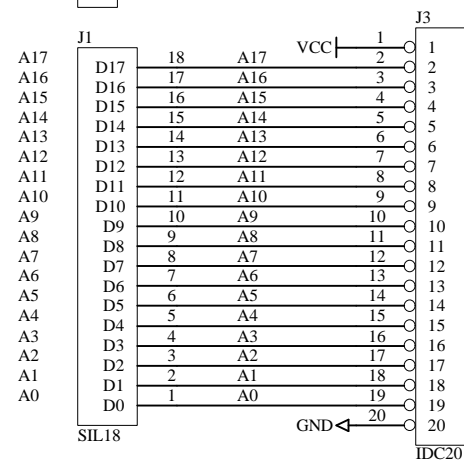 J3
J1
VCC 1 1
A17 D17 18 A17 2 2
A16 D16 17 A16 3 3
A15 D15 16 A15 4 4
A14 D14 15 A14 5 5
A13 D13 14 A13 6 6
A12 D12 13 A12 7 7
A11 D11 12 A11 8 8
A10 D10 11 A10 9 9
A9 D9 10 A9 10 10
A8 D8 9 A8 11 11
A7 D7 8 A7 12 12
A6 D6 7 A6 13 13
A5 D5 6 A5 14 14
A4 D4 5 A4 15 15
A3 D3 4 A3 16 16
A2 D2 3 A2 17 17
A1 D1 2 A1 18 18
A0 D0 1 A0 19 19
GND 20 20
SIL18
IDC20